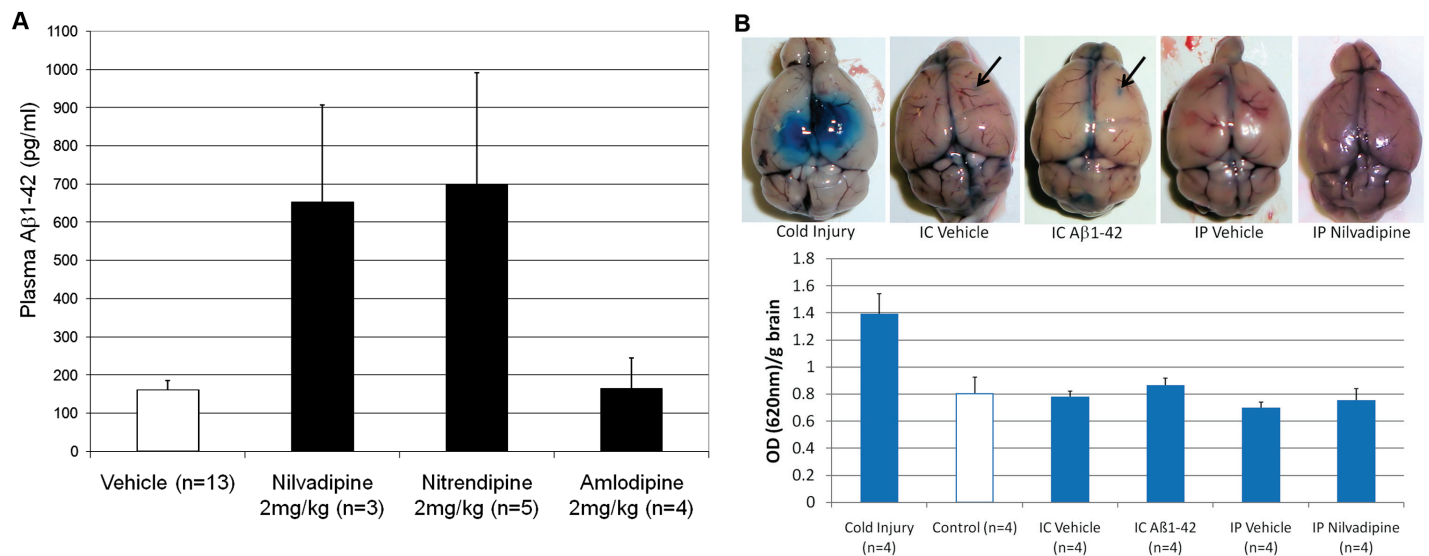 A
Plasma Aβ1-42 (pg/ml)
1100
1000
900
800
700
600
500
400
300
200
100
0
Vehicle (n=13)
Nilvadipine
2mg/kg (n=3)
Nitrendipine
2mg/kg (n=5)
Amlodipine
2mg/kg (n=4)
B
Cold Injury
IC Vehicle
IC Aβ1-42
IP Vehicle
IP Nilvadipine
OD (620nm)/g brain
1.8
1.6
1.4
1.2
1
0.8
0.6
0.4
0.2
0
Cold Injury
(n=4)
Control (n=4)
IC Vehicle
(n=4)
IC Aß1-42
(n=4)
IP Vehicle
(n=4)
IP Nilvadipine
(n=4)